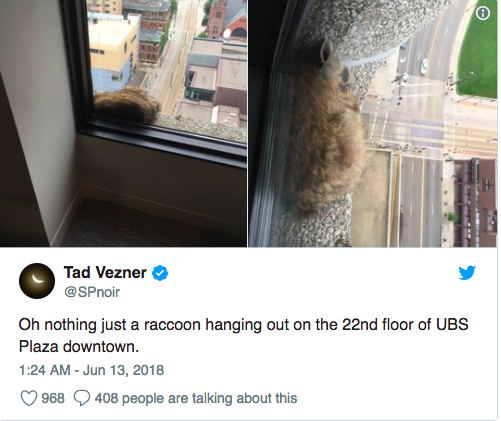 Tad Vezner
@SPnoir
Oh nothing just a raccoon hanging out on the 22nd floor of UBS
Plaza downtown.
1:24 AM - Jun 13, 2018
968 408 people are talking about this